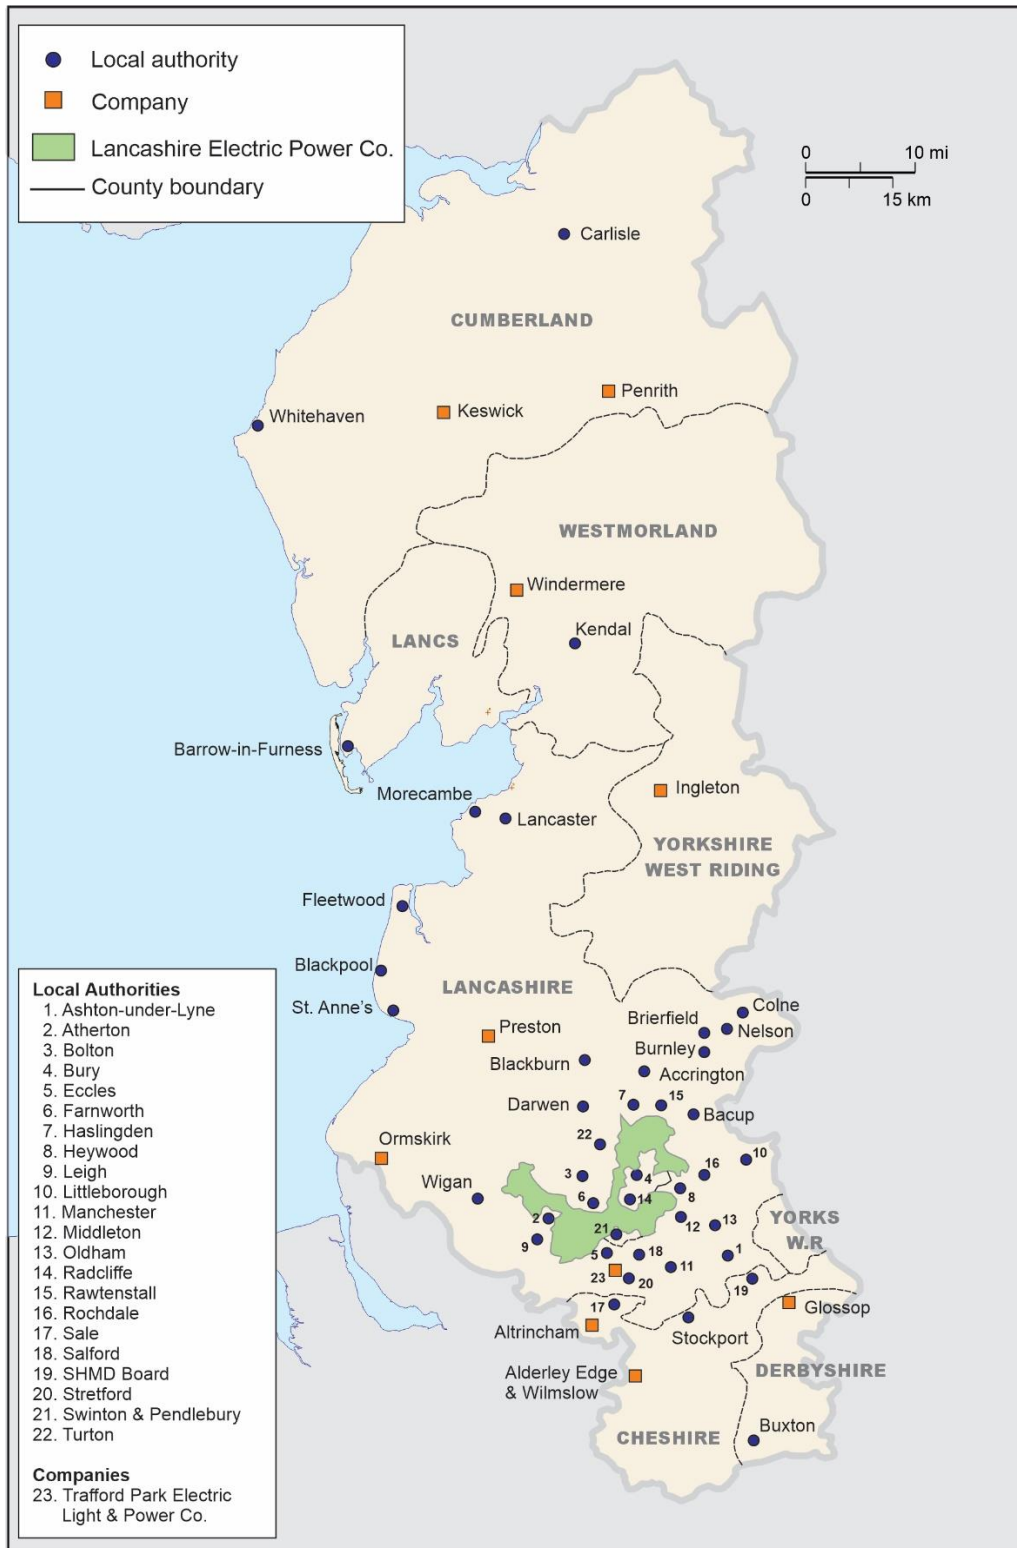 Local authority
Company
Lancashire Electric Power Co.
County boundary
0 10 mi
0 15 km
Carlisle
CUMBERLAND
Penrith
Keswick
Whitehaven
WESTMORLAND
Windermere
Kendal
LANCS
Barrow-in-Furness
Ingleton
Morecambe
Lancaster
YORKSHIRE
WEST RIDING
Fleetwood
Blackpool
LANCASHIRE
St. Anne's
Colne
Brierfield
Nelson
Preston
Burnley
Blackburn
Accrington
Darwen
7
15
Bacup
22
Ormskirk
10
3
4
16
Wigan
6
14
8
2
12
13
YORKS
W.R
21
9
5
18
11
1
23
20
19
17
Glossop
Altrincham
Stockport
Alderley Edge
& Wilmslow
DERBYSHIRE
CHESHIRE
Buxton
Local Authorities
1. Ashton-under-Lyne
2. Atherton
3. Bolton
4. Bury
5. Eccles
6. Farnworth
7. Haslingden
8. Heywood
9. Leigh
10. Littleborough
11. Manchester
12. Middleton
13. Oldham
14. Radcliffe
15. Rawtenstall
16. Rochdale
17. Sale
18. Salford
19. SHMD Board
20. Stretford
21. Swinton & Pendlebury
22. Turton
Companies
23. Trafford Park Electric
Light & Power Co.